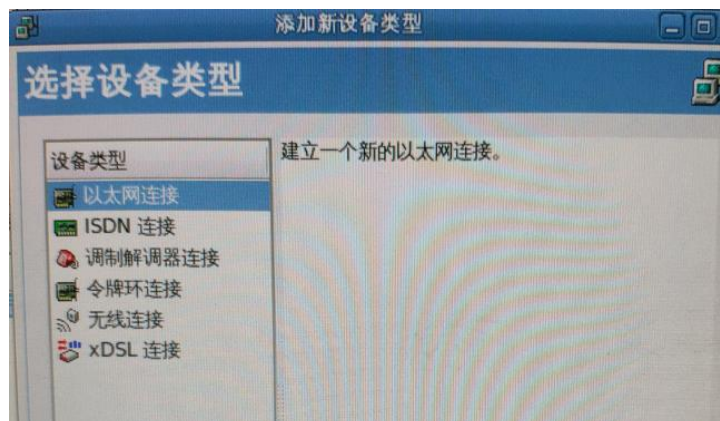 添加新设备类型
选择设备类型
设备类型
建立一个新的以太网连接。
以太网连接
ISDN 连接
调制解调器连接
令牌环连接
无线连接
xDSL 连接